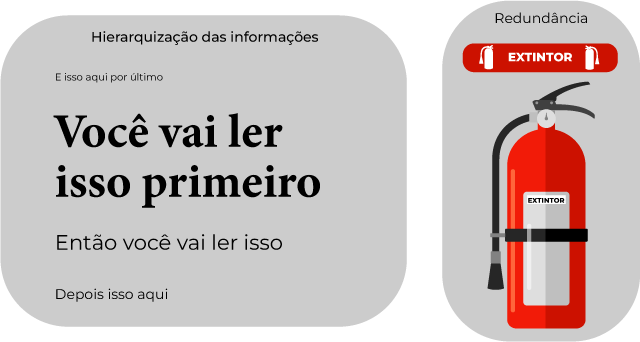 Hierarquização das informações
E isso aqui por último
Você vai ler
isso primeiro
Então você vai ler isso
Depois isso aqui
Redundância
EXTINTOR
EXTINTOR